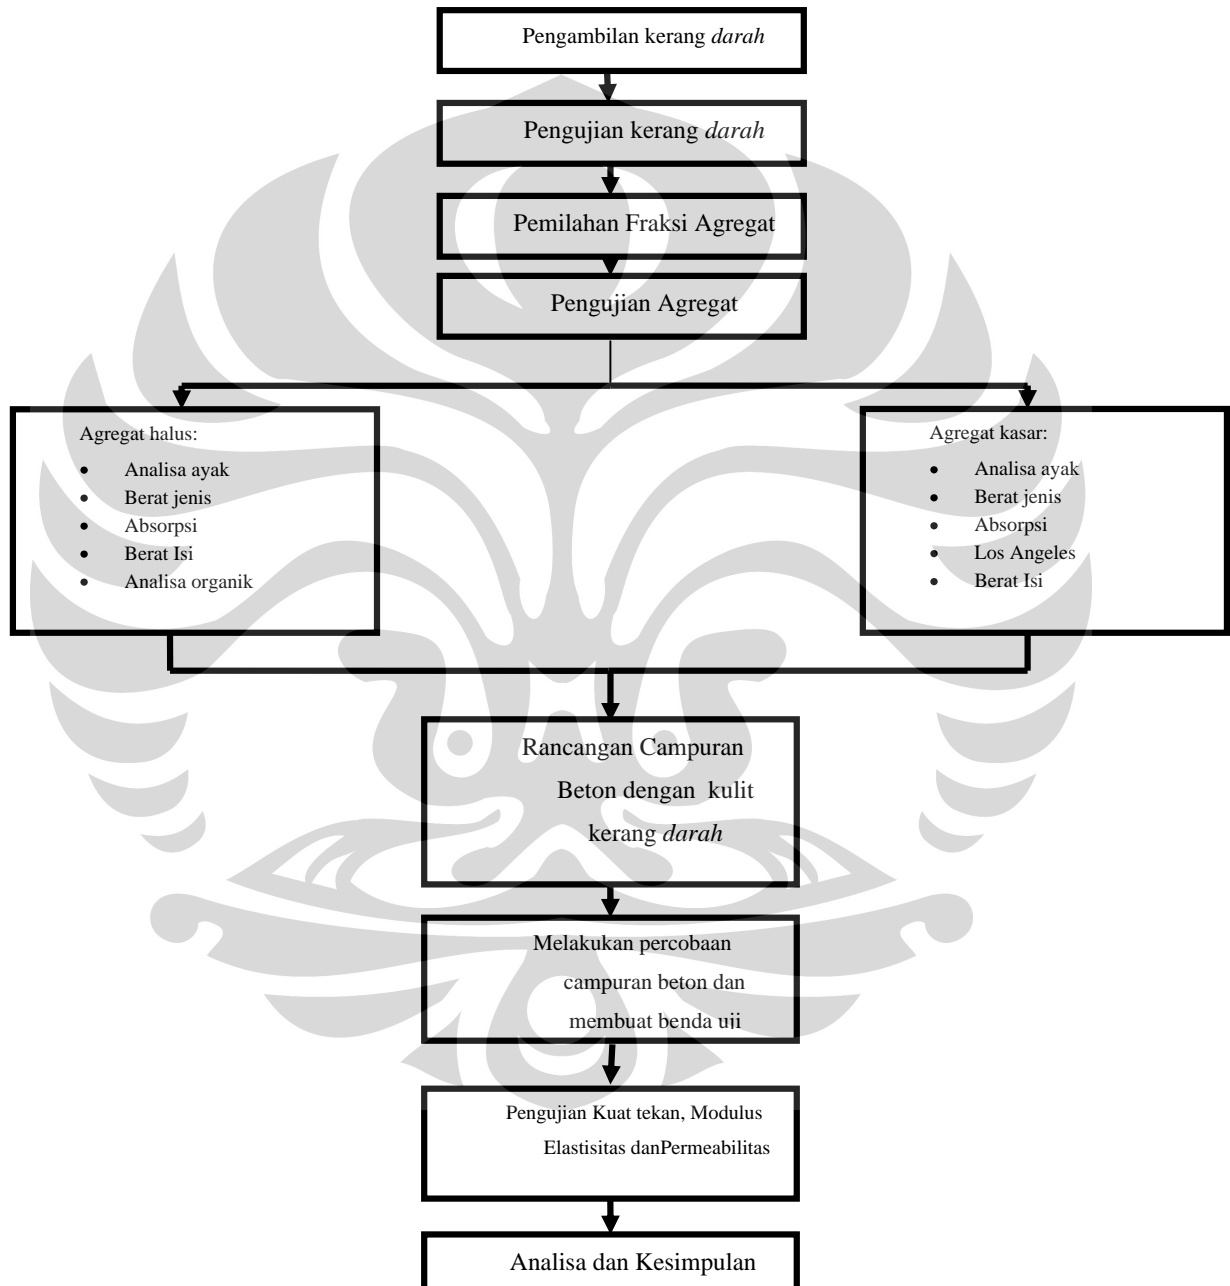 Pengambilan kerang darah
Pengujian kerang darah
Pemilahan Fraksi Agregat
Pengujian Agregat
Agregat halus:
• Analisa ayak
• Berat jenis
• Absorpsi
• Berat Isi
• Analisa organik
Agregat kasar:
• Analisa ayak
• Berat jenis
• Absorpsi
• Los Angeles
• Berat Isi
Rancangan Campuran
Beton dengan kulit
kerang darah
Melakukan percobaan
campuran beton dan
membuat benda uji
Pengujian Kuat tekan, Modulus
Elastisitas danPermeabilitas
Analisa dan Kesimpulan